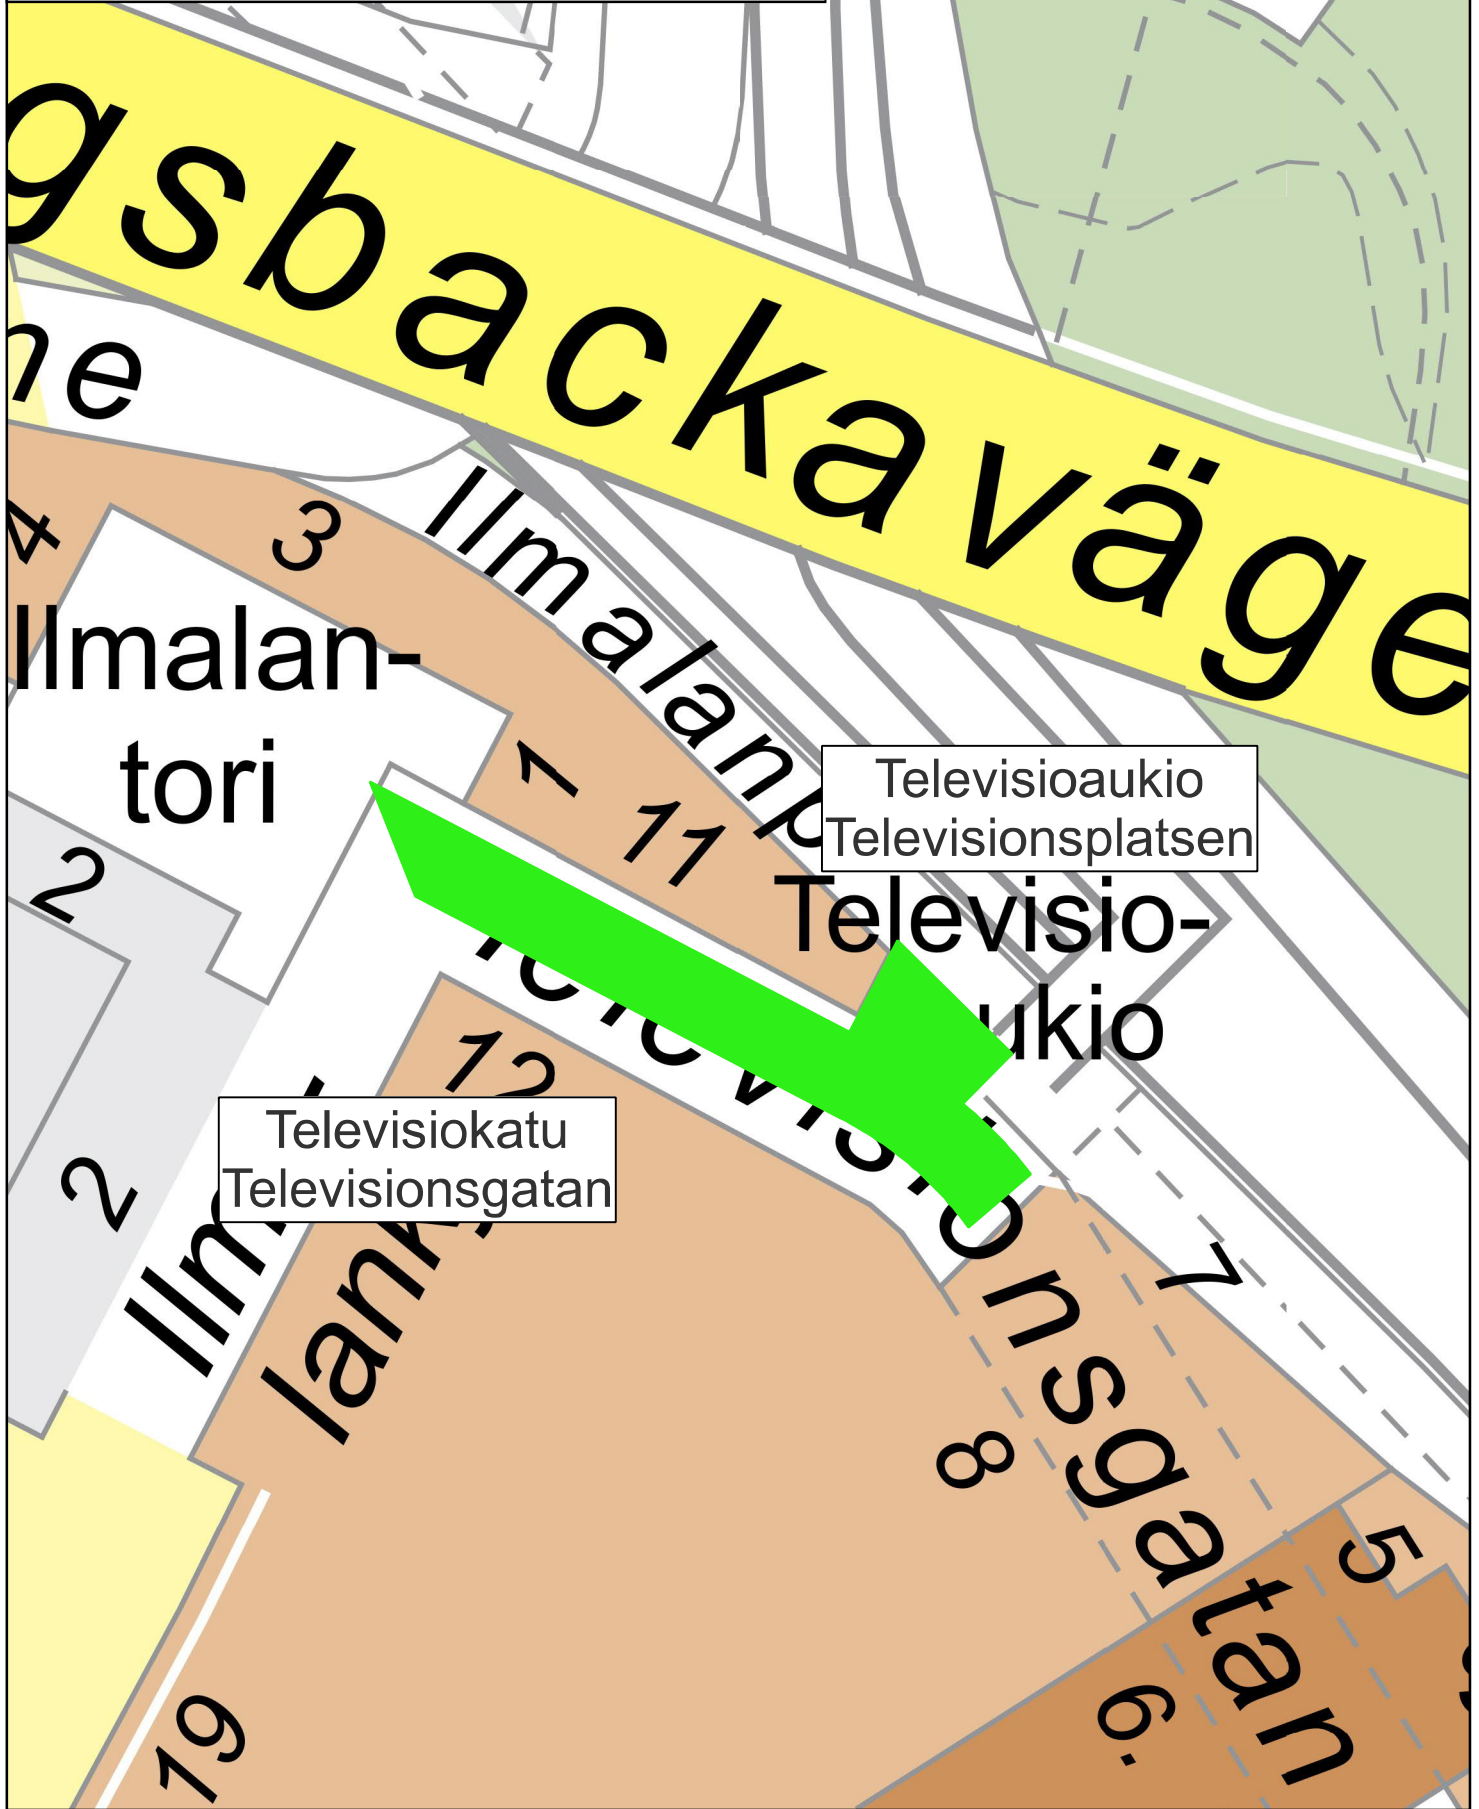 gsbackaväge
ne
4
3
Ilmalan-
tori
Ilmalanp
1
11
Televisioaukio
Televisionsplatsen
Televisio-
ukio
2
12
Televisiokatu
Televisionsgatan
2
Ilm
lank
onsgatan
7
8
5
6.
19